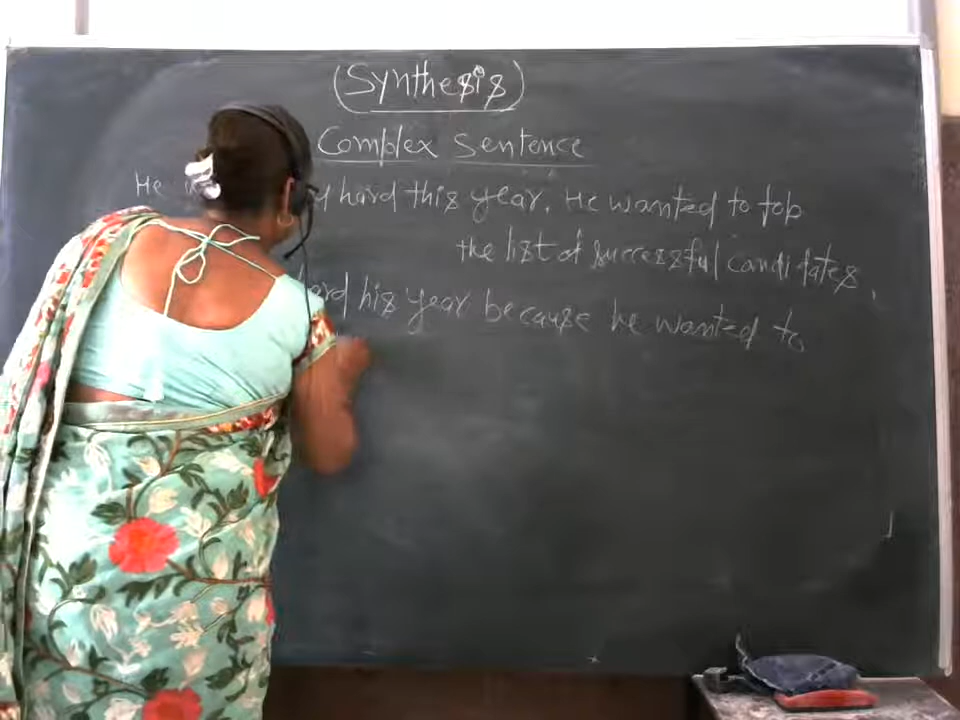 (Synthesis)
Complex Sentence
He hard this year. He wanted to top
the list of successful candidates.
hard his year because he wanted to